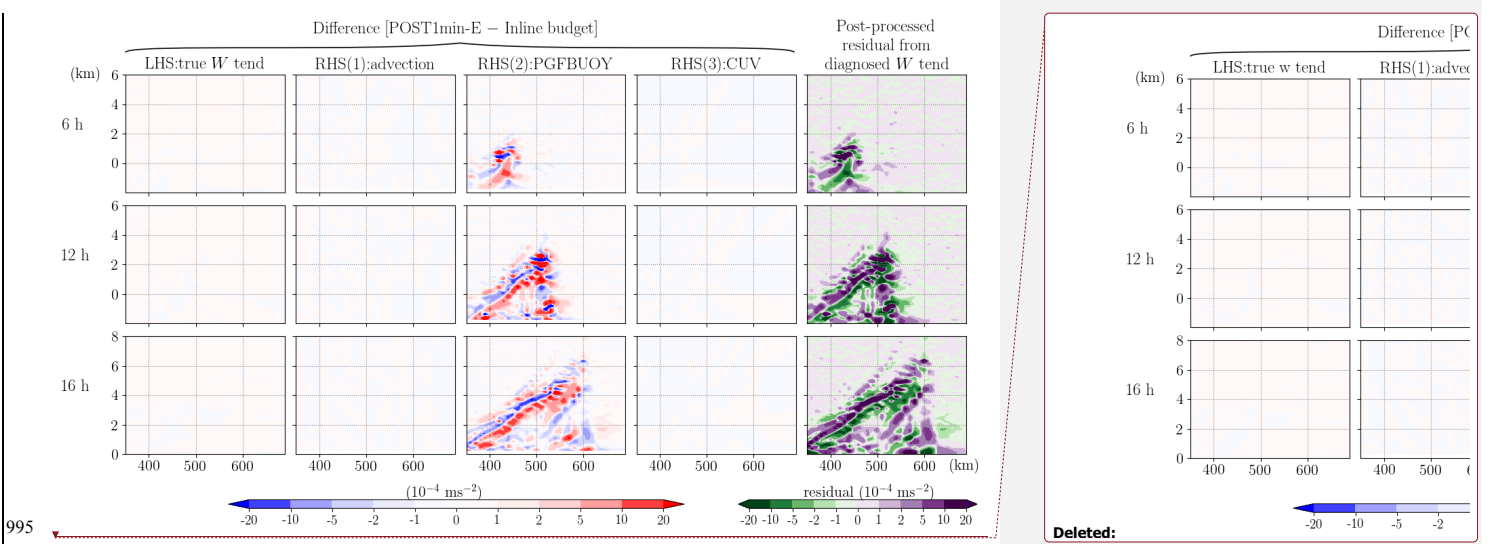 Difference [POST1min-E − Inline budget]
Post-processed
residual from
diagnosed W tend
LHS:true W tend
RHS(1):advection
RHS(2):PGFBUOY
RHS(3):CUV
(km)
6
4
2
0
6 h
6
4
2
0
12 h
8
6
4
2
0
16 h
400 500 600
400 500 600
400 500 600
400 500 600
400 500 600
(km)
(10⁻⁴ ms⁻²)
-20 -10 -5 -2 -1 0 1 2 5 10 20
residual (10⁻⁴ ms⁻²)
-20 -10 -5 -2 -1 0 1 2 5 10 20
995
Difference [P
LHS:true w tend
RHS(1):advec
(km)
6
4
2
0
6 h
6
4
2
0
12 h
8
6
4
2
0
16 h
400 500 600
400 500
-20 -10 -5 -2
Deleted: